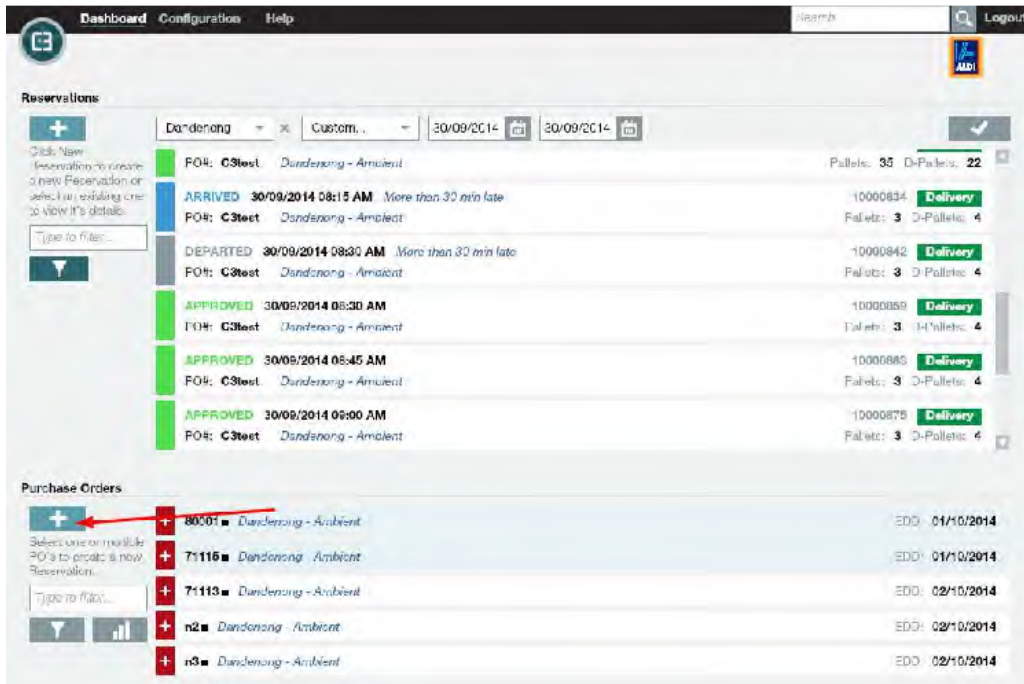 Dashboard Configuration Help Search Logout
ALDI
Reservations
Dandenong Custom... 30/09/2014 30/09/2014
Click New
Reservation to create
a new Reservation or
select an existing one
to view it's details.
Type to filter...
PO#: C3test Dandenong - Ambient Pallets: 35 D-Pallets: 22
ARRIVED 30/09/2014 08:15 AM More than 30 min late 10000834 Delivery
PO#: C3test Dandenong - Ambient Pallets: 3 D-Pallets: 4
DEPARTED 30/09/2014 08:30 AM More than 30 min late 10000842 Delivery
PO#: C3test Dandenong - Ambient Pallets: 3 D-Pallets: 4
APPROVED 30/09/2014 08:30 AM 10000859 Delivery
PO#: C3test Dandenong - Ambient Pallets: 3 D-Pallets: 4
APPROVED 30/09/2014 08:45 AM Delivery
PO#: C3test Dandenong - Ambient Pallets: 3 D-Pallets: 4
APPROVED 30/09/2014 09:00 AM 10000875 Delivery
PO#: C3test Dandenong - Ambient Pallets: 3 D-Pallets: 4
Purchase Orders
Select one or multiple
PO's to create a new
Reservation.
Type to filter...
80001 Dandenong - Ambient EDD: 01/10/2014
71115 Dandenong - Ambient EDD: 01/10/2014
71113 Dandenong - Ambient EDD: 02/10/2014
n2 Dandenong - Ambient EDD: 02/10/2014
n3 Dandenong - Ambient EDD: 02/10/2014